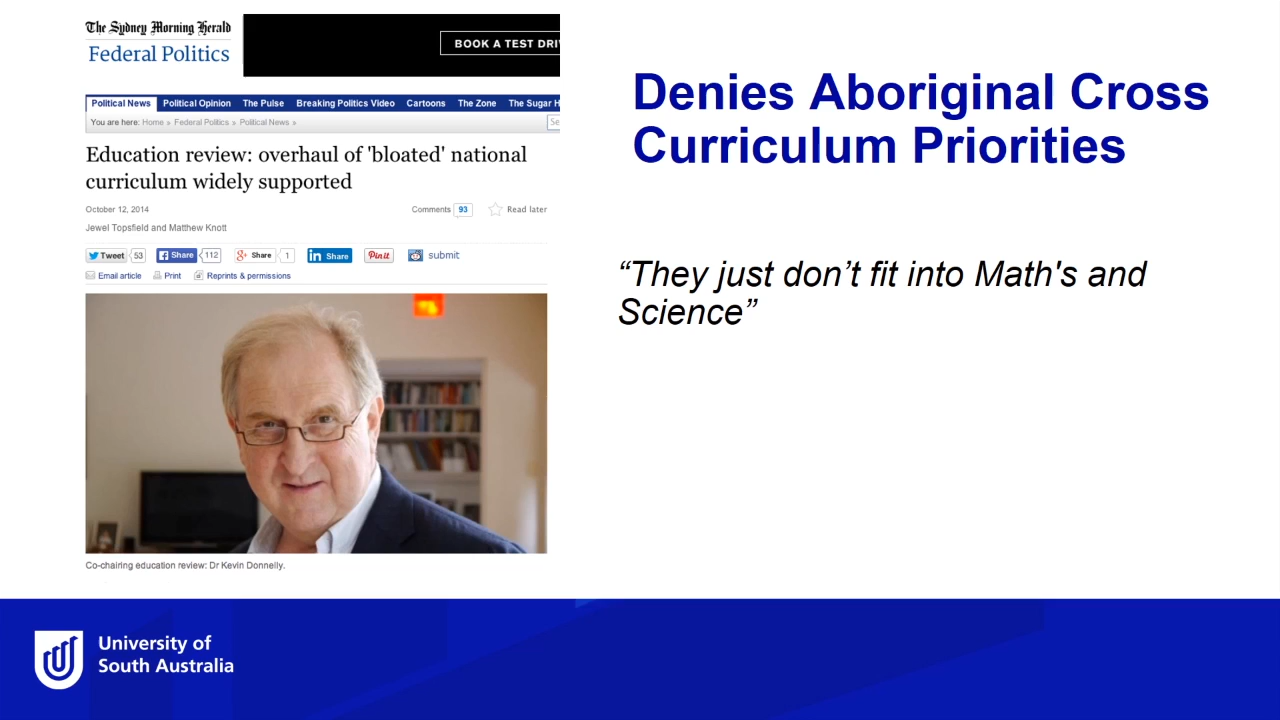 The Sydney Morning Herald
Federal Politics
BOOK A TEST DRI
Political News Political Opinion The Pulse Breaking Politics Video Cartoons The Zone The Sugar H
You are here: Home » Federal Politics » Political News »
Se
Education review: overhaul of 'bloated' national
curriculum widely supported
October 12, 2014
Comments 93 Read later
Jewel Topsfield and Matthew Knott
Tweet 53 Share 112 Share 1 in Share Pinit submit
Email article Print Reprints & permissions
Co-chairing education review: Dr Kevin Donnelly.
Denies Aboriginal Cross
Curriculum Priorities
“They just don’t fit into Math's and
Science”
University of
South Australia